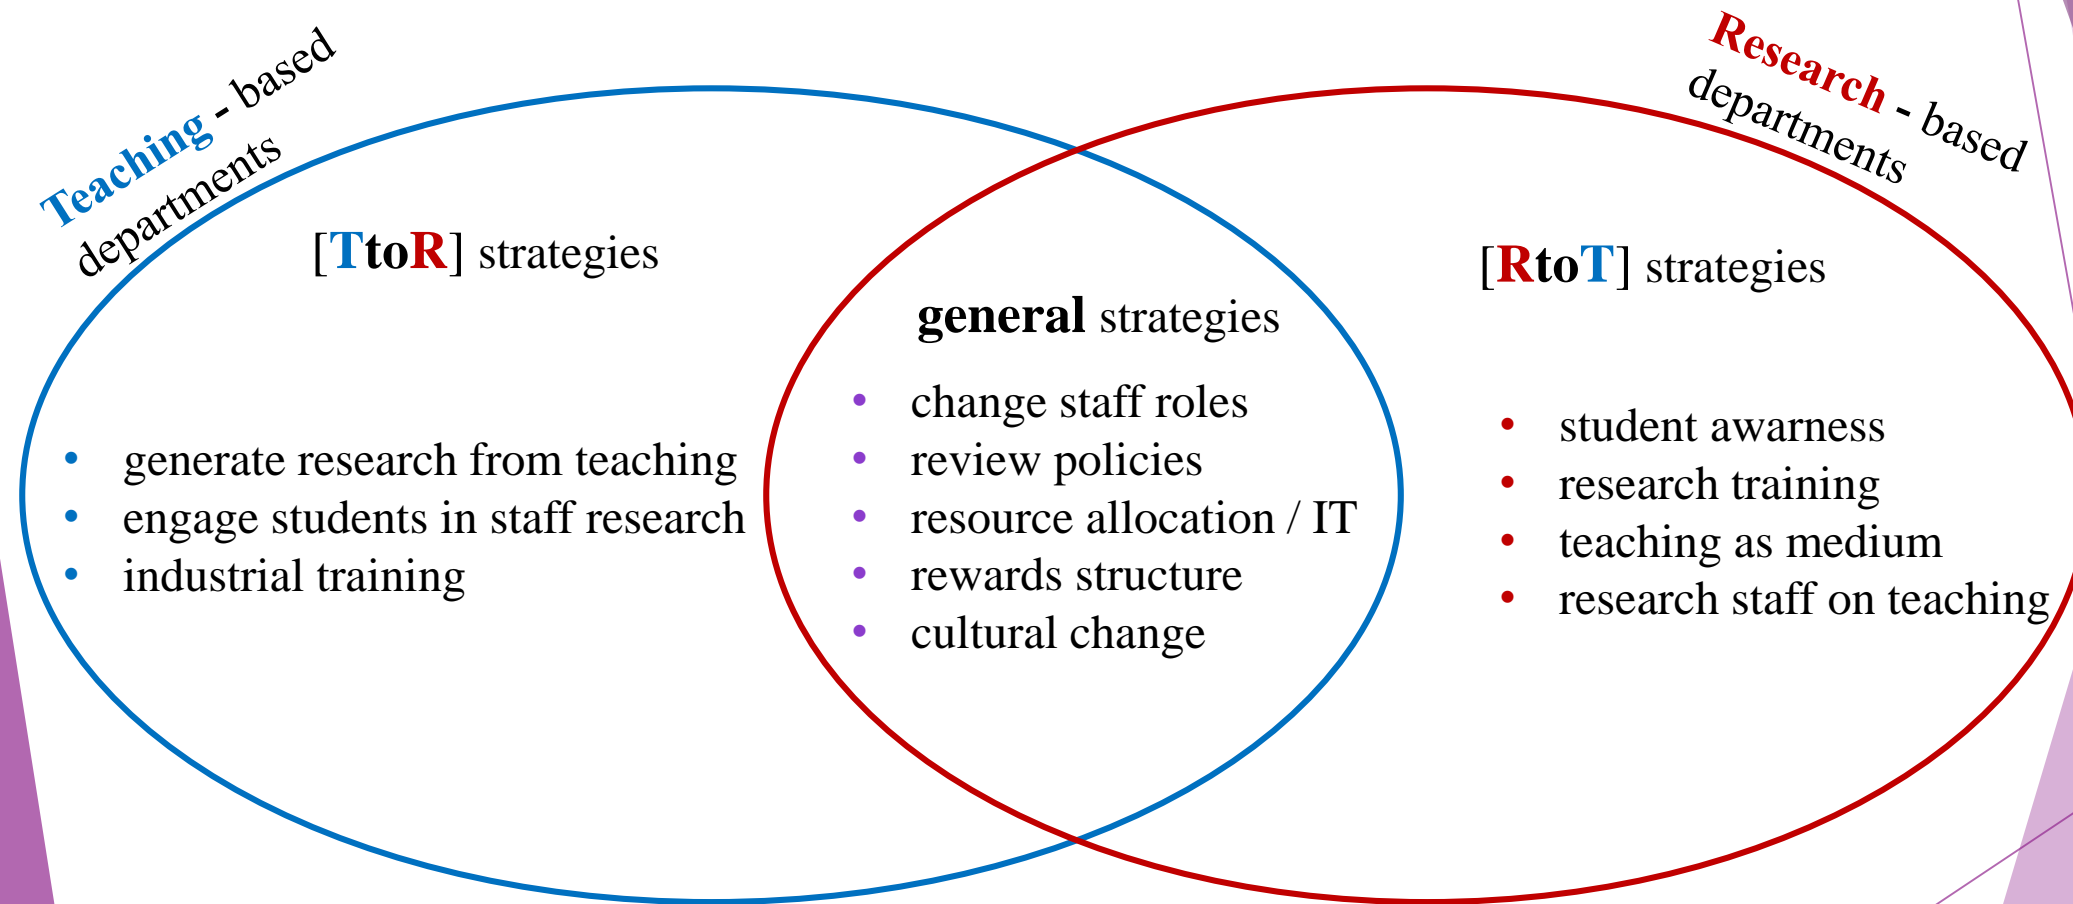 Teaching - based
departments
[TtoR] strategies
• generate research from teaching
• engage students in staff research
• industrial training
general strategies
• change staff roles
• review policies
• resource allocation / IT
• rewards structure
• cultural change
Research - based
departments
[RtoT] strategies
• student awarness
• research training
• teaching as medium
• research staff on teaching